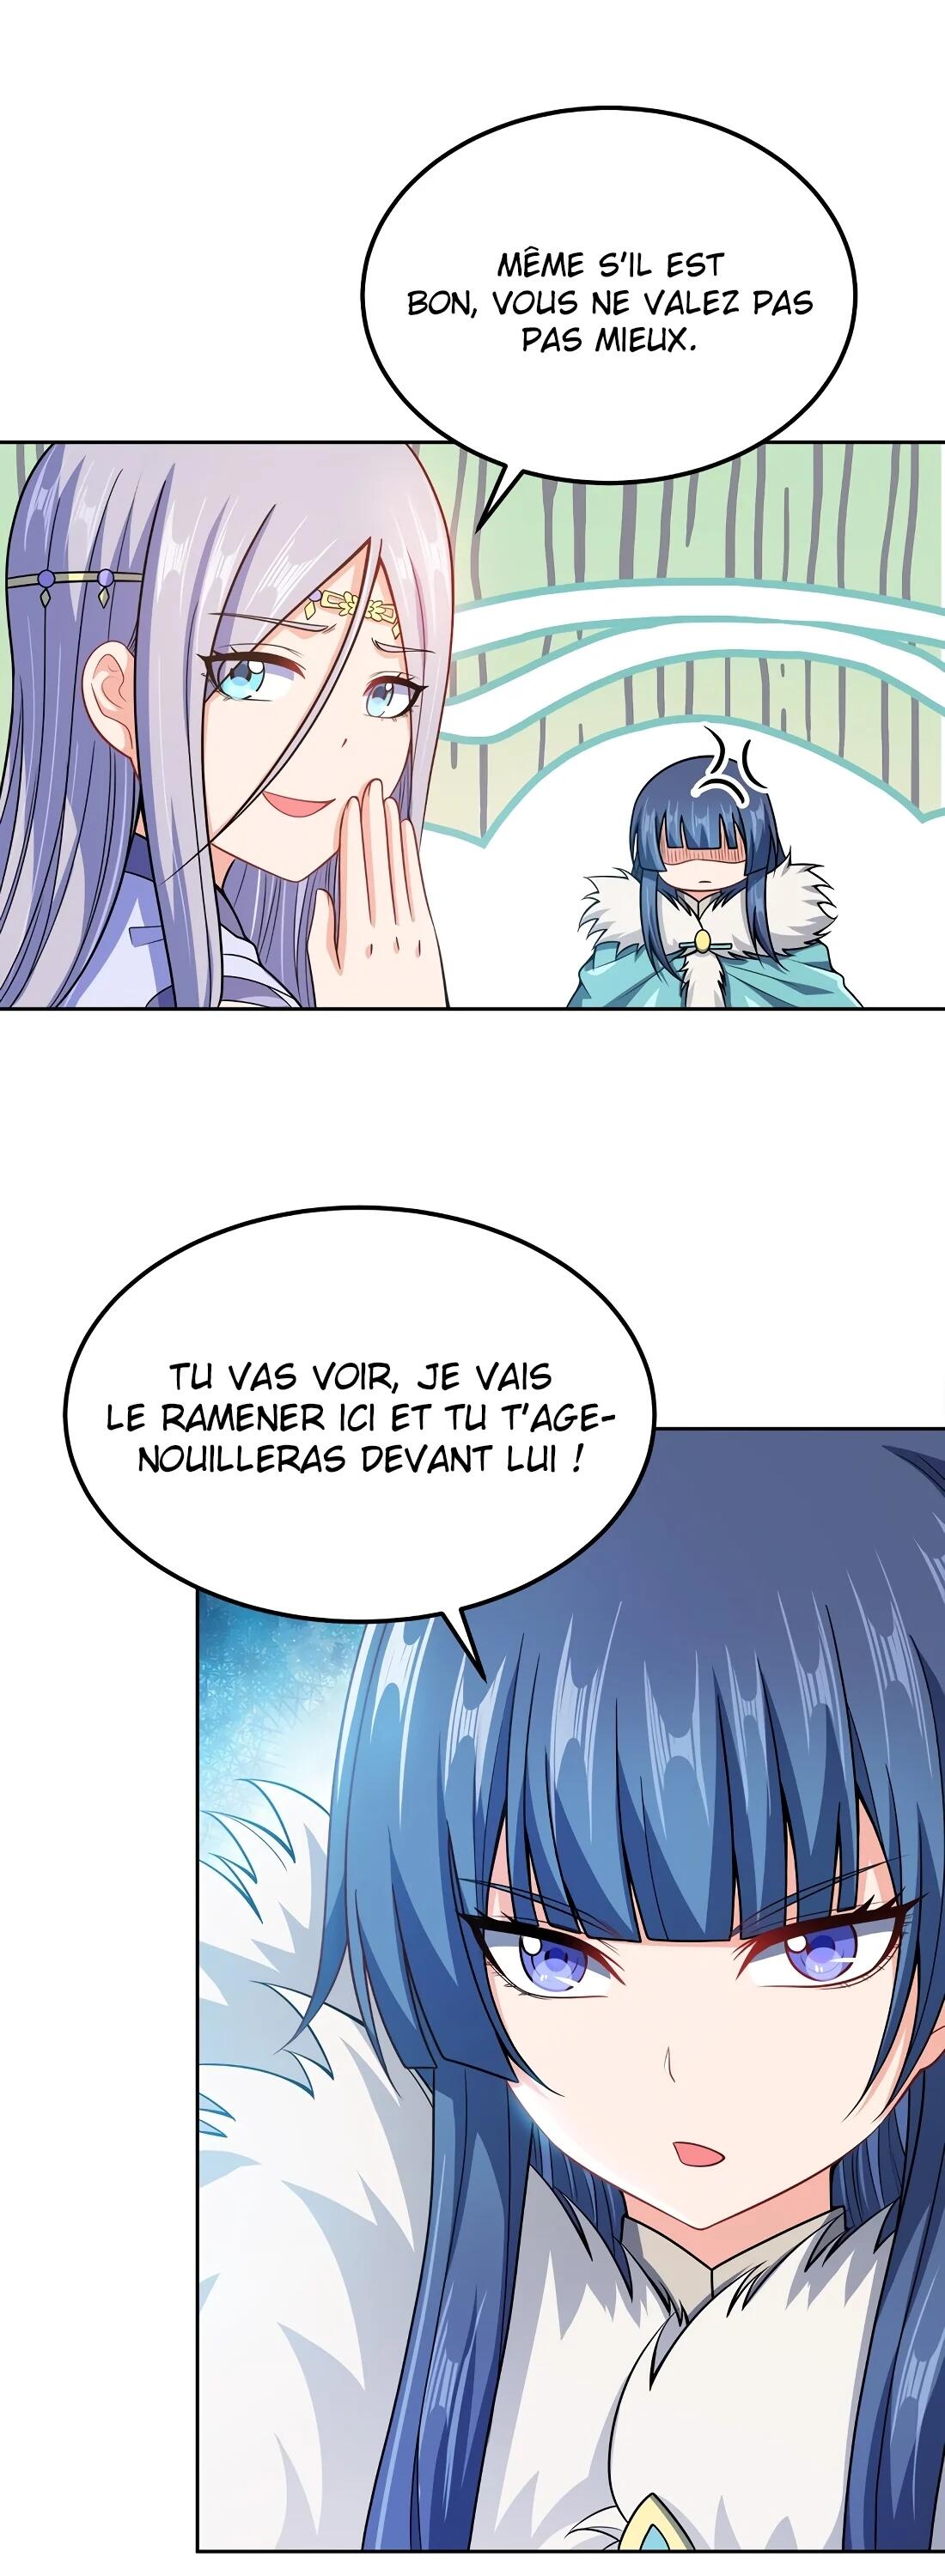 MÊME S'IL EST
BON, VOUS NE VALEZ PAS
PAS MIEUX.
TU VAS VOIR, JE VAIS
LE RAMENER ICI ET TU T'AGE-
NOUILLERAS DEVANT LUI !